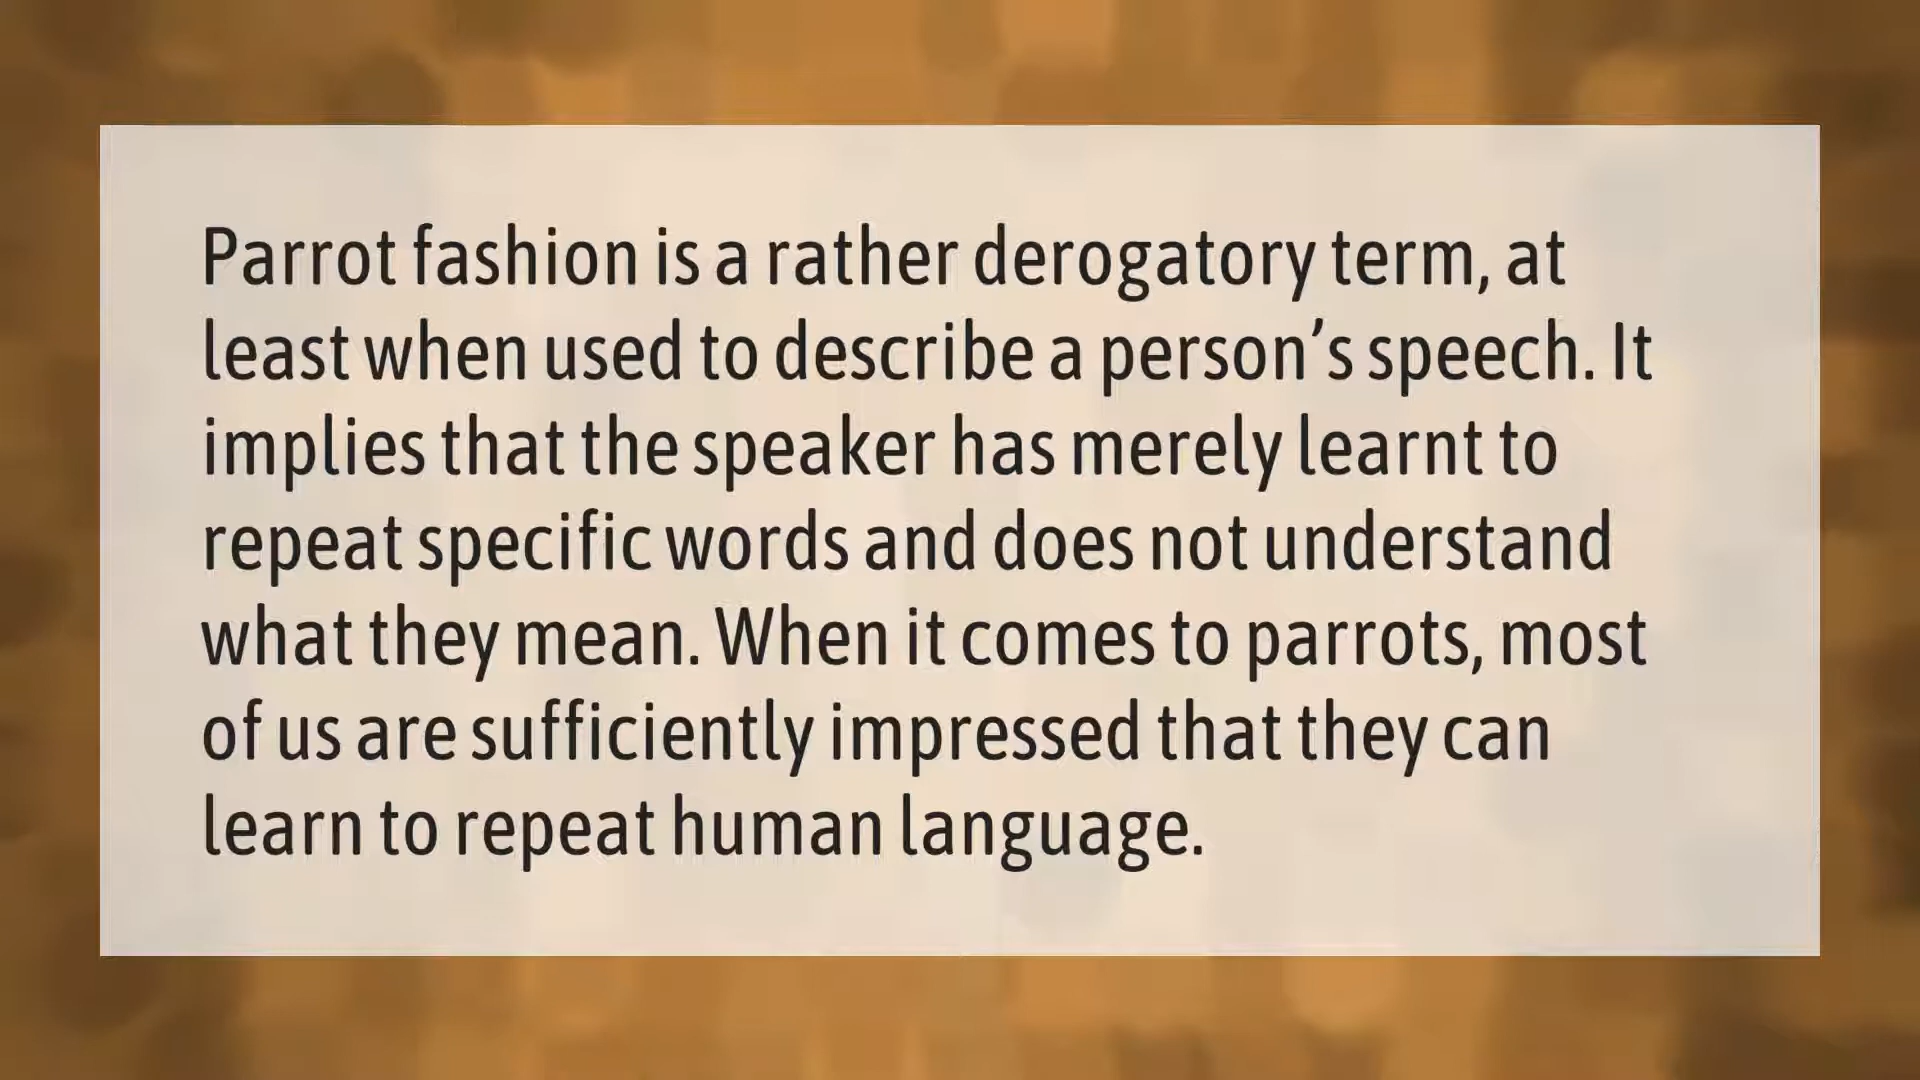 Parrot fashion is a rather derogatory term, at
least when used to describe a person’s speech. It
implies that the speaker has merely learnt to
repeat specific words and does not understand
what they mean. When it comes to parrots, most
of us are sufficiently impressed that they can
learn to repeat human language.